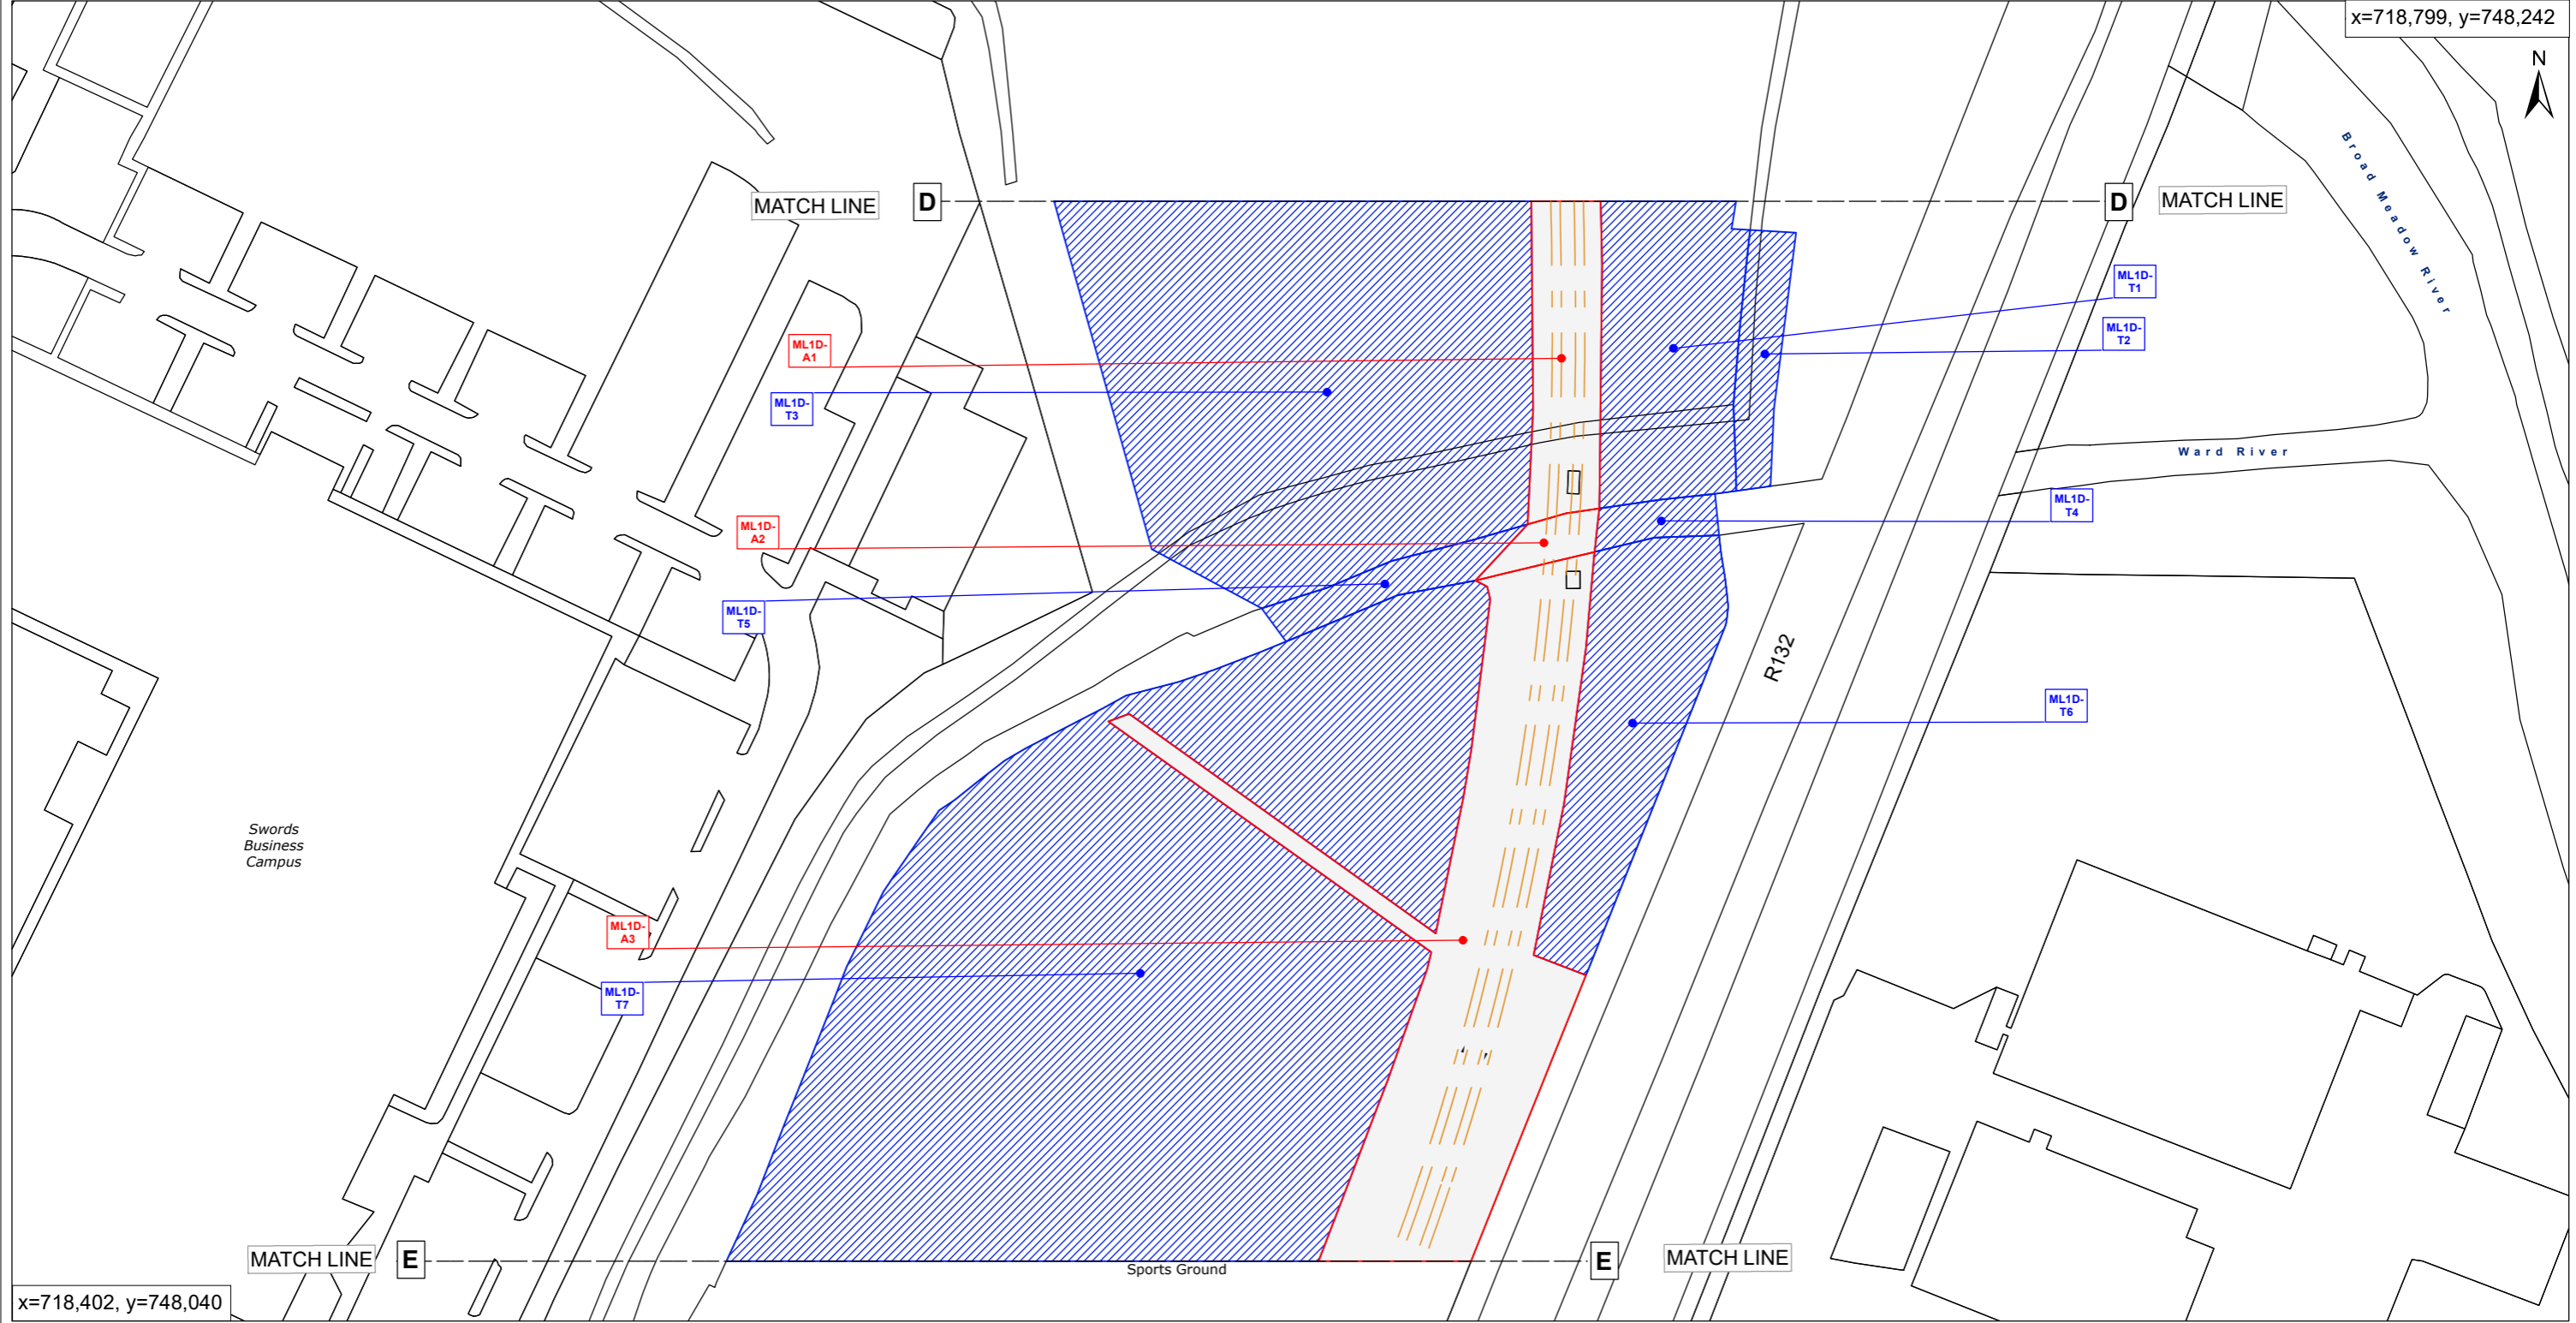 x=718,799, y=748,242
N
Broad Meadow River
MATCH LINE
D
D
MATCH LINE
ML1D-
T1
ML1D-
T2
ML1D-
A1
ML1D-
T3
Ward River
ML1D-
T4
ML1D-
A2
ML1D-
T5
R132
ML1D-
T6
Swords
Business
Campus
ML1D-
A3
ML1D-
T7
MATCH LINE
E
E
MATCH LINE
Sports Ground
x=718,402, y=748,040